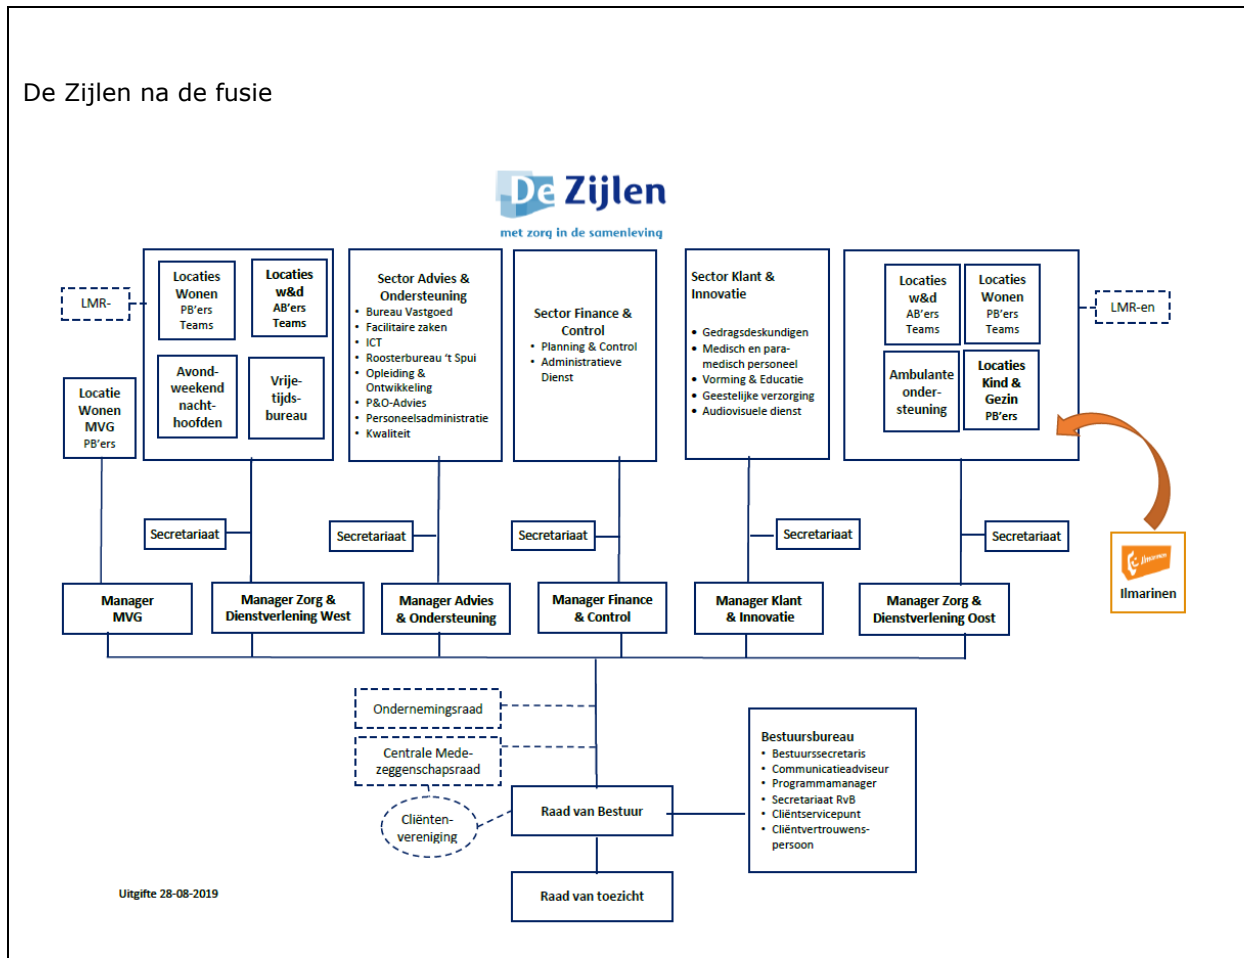 De Zijlen na de fusie
De Zijlen
met zorg in de samenleving
LMR-
Locaties
Wonen
PB'ers
Teams
Locaties
w&d
AB'ers
Teams
Avond-
weekend
nacht-
hoofden
Vrije-
tijds-
bureau
Locatie
Wonen
MVG
PB'ers
Sector Advies &
Ondersteuning
• Bureau Vastgoed
• Facilitaire zaken
• ICT
• Roosterbureau 't Spui
• Opleiding &
Ontwikkeling
• P&O-Advies
• Personeelsadministratie
• Kwaliteit
Sector Finance &
Control
• Planning & Control
• Administratieve
Dienst
Sector Klant &
Innovatie
• Gedragsdeskundigen
• Medisch en para-
medisch personeel
• Vorming & Educatie
• Geestelijke verzorging
• Audiovisuele dienst
Locaties
w&d
AB'ers
Teams
Locaties
Wonen
PB'ers
Teams
Ambulante
onder-
steuning
Locaties
Kind &
Gezin
PB'ers
LMR-en
Secretariaat
Secretariaat
Secretariaat
Secretariaat
Secretariaat
Ilmarinen
Ilmarinen
Manager
MVG
Manager Zorg &
Dienstverlening West
Manager Advies
& Ondersteuning
Manager Finance
& Control
Manager Klant
& Innovatie
Manager Zorg &
Dienstverlening Oost
Ondernemingsraad
Centrale Mede-
zeggenschapsraad
Cliënten-
vereniging
Raad van Bestuur
Bestuursbureau
• Bestuurssecretaris
• Communicatieadviseur
• Programmamanager
• Secretariaat RvB
• Cliëntservicepunt
• Cliëntvertrouwens-
persoon
Raad van toezicht
Uitgifte 28-08-2019